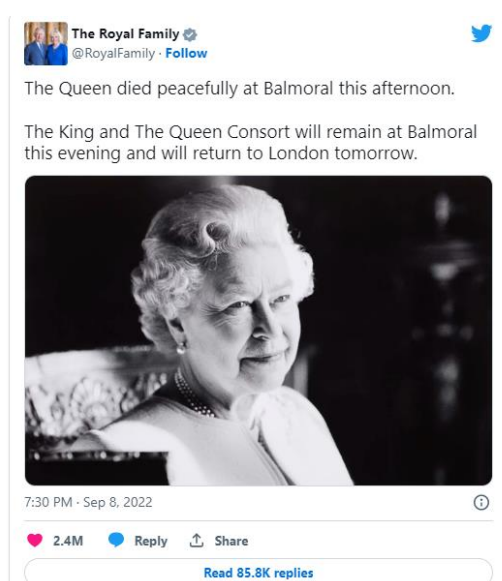 The Royal Family
@RoyalFamily · Follow
The Queen died peacefully at Balmoral this afternoon.
The King and The Queen Consort will remain at Balmoral
this evening and will return to London tomorrow.
7:30 PM · Sep 8, 2022
2.4M Reply Share
Read 85.8K replies